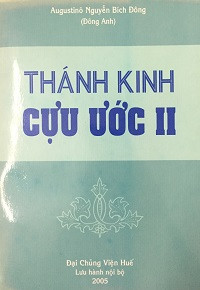 Augustinô Nguyễn Bích Đông
(Đông Anh)
THÁNH KINH
CỰU ƯỚC II
Đại Chủng Viện Huế
Lưu hành nội bộ
2005